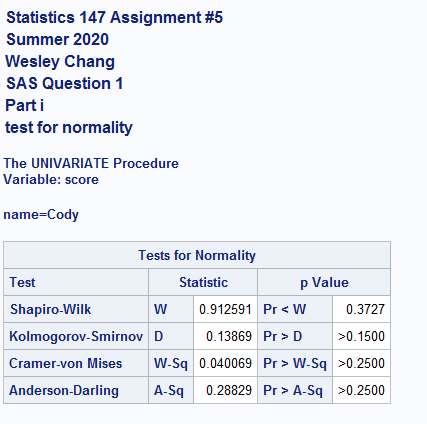 Statistics 147 Assignment #5
Summer 2020
Wesley Chang
SAS Question 1
Part i
test for normality
The UNIVARIATE Procedure
Variable: score
name=Cody
Tests for Normality
Test Statistic p Value
Shapiro-Wilk W 0.912591 Pr < W 0.3727
Kolmogorov-Smirnov D 0.13869 Pr > D >0.1500
Cramer-von Mises W-Sq 0.040069 Pr > W-Sq >0.2500
Anderson-Darling A-Sq 0.28829 Pr > A-Sq >0.2500